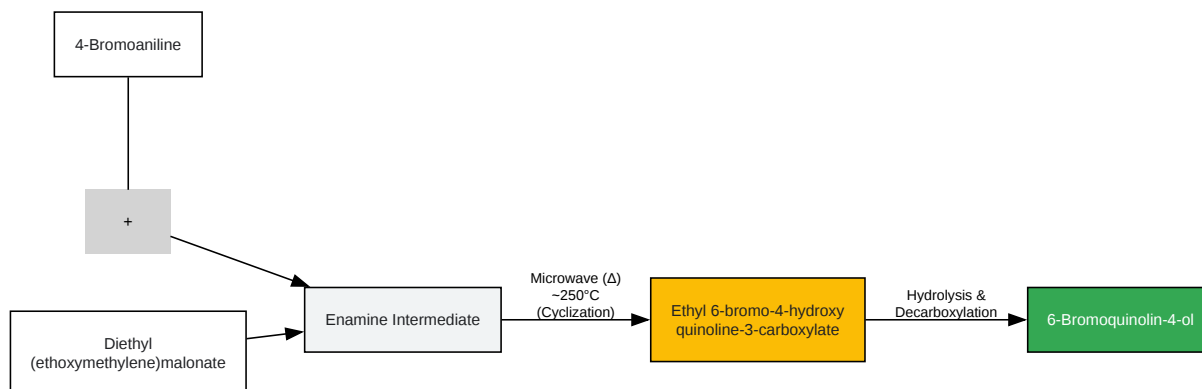 4-Bromoaniline
+
Diethyl
(ethoxymethylene)malonate
Enamine Intermediate
Microwave (Δ)
~250°C
(Cyclization)
Ethyl 6-bromo-4-hydroxy
quinoline-3-carboxylate
Hydrolysis &
Decarboxylation
6-Bromoquinolin-4-ol